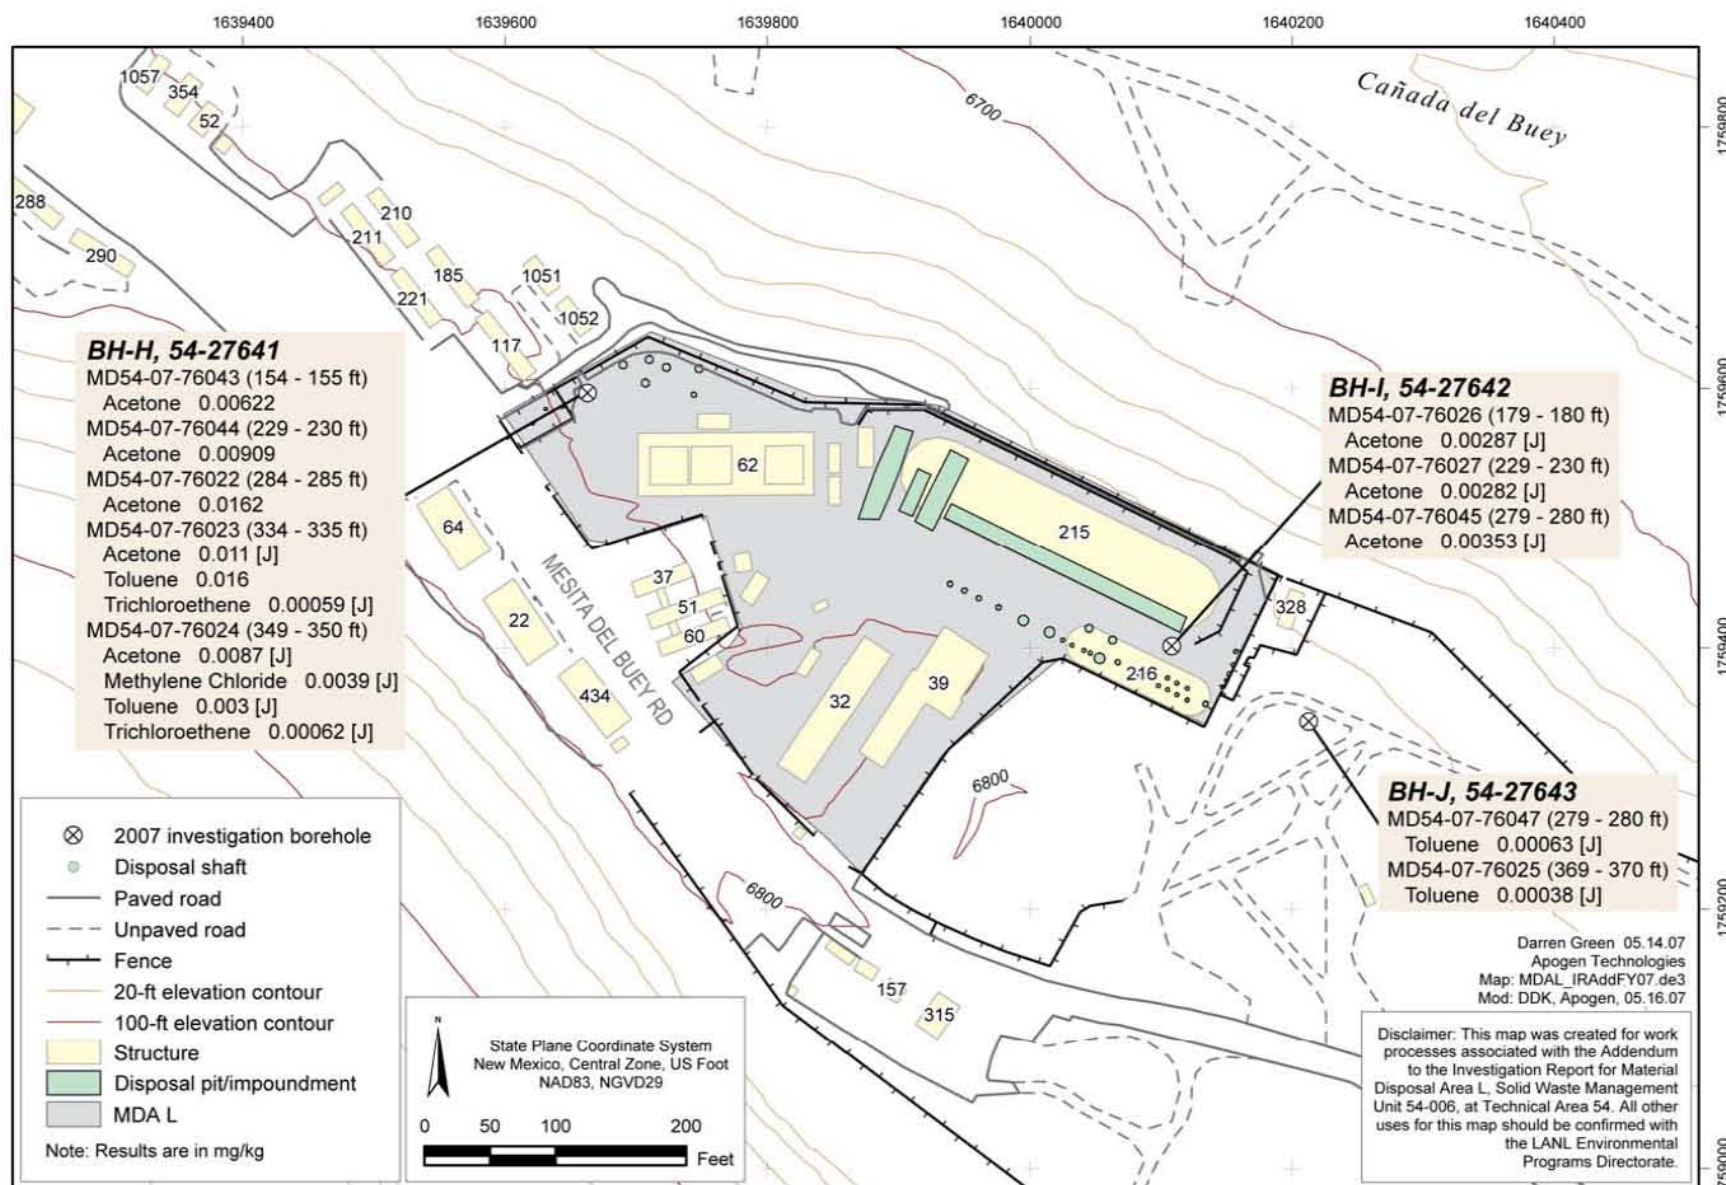 1639400
1639600
1639800
1640000
1640200
1640400
1759800
1759600
1759400
1759200
1759000
Cañada del Buey
6700
1057
354
52
288
290
210
211
185
221
1051
1052
117
BH-H, 54-27641
MD54-07-76043 (154 - 155 ft)
Acetone 0.00622
MD54-07-76044 (229 - 230 ft)
Acetone 0.00909
MD54-07-76022 (284 - 285 ft)
Acetone 0.0162
MD54-07-76023 (334 - 335 ft)
Acetone 0.011 [J]
Toluene 0.016
Trichloroethene 0.00059 [J]
MD54-07-76024 (349 - 350 ft)
Acetone 0.0087 [J]
Methylene Chloride 0.0039 [J]
Toluene 0.003 [J]
Trichloroethene 0.00062 [J]
BH-I, 54-27642
MD54-07-76026 (179 - 180 ft)
Acetone 0.00287 [J]
MD54-07-76027 (229 - 230 ft)
Acetone 0.00282 [J]
MD54-07-76045 (279 - 280 ft)
Acetone 0.00353 [J]
62
64
215
37
51
60
22
434
MESITA DEL BUEY RD
328
216
39
32
6800
6800
157
315
BH-J, 54-27643
MD54-07-76047 (279 - 280 ft)
Toluene 0.00063 [J]
MD54-07-76025 (369 - 370 ft)
Toluene 0.00038 [J]
2007 investigation borehole
Disposal shaft
Paved road
Unpaved road
Fence
20-ft elevation contour
100-ft elevation contour
Structure
Disposal pit/impoundment
MDA L
Note: Results are in mg/kg
N
State Plane Coordinate System
New Mexico, Central Zone, US Foot
NAD83, NGVD29
0 50 100 200
Feet
Darren Green 05.14.07
Apogen Technologies
Map: MDAL_IRAddFY07.de3
Mod: DDK, Apogen, 05.16.07
Disclaimer: This map was created for work
processes associated with the Addendum
to the Investigation Report for Material
Disposal Area L, Solid Waste Management
Unit 54-006, at Technical Area 54. All other
uses for this map should be confirmed with
the LANL Environmental
Programs Directorate.